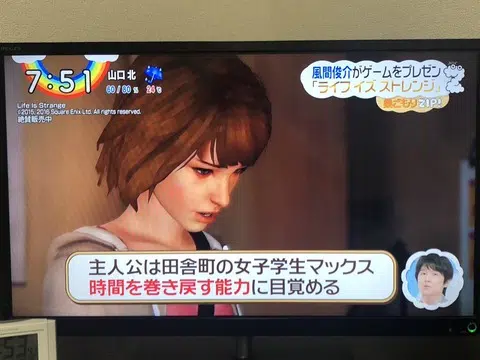 7:51
山口 北
60/80% 24℃
風間俊介がゲームをプレゼン
「ライフ イズ ストレンジ」
ZIP!
Life Is Strange
©2015, 2016 Square Enix Ltd. All rights reserved.
絶賛販売中
主人公は田舎町の女子学生マックス
時間を巻き戻す能力に目覚める